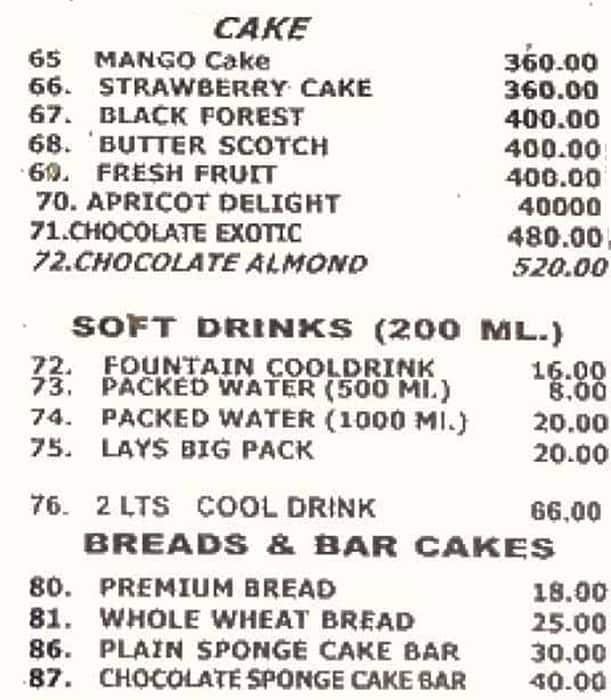 CAKE
65 MANGO Cake 360.00
66. STRAWBERRY CAKE 360.00
67. BLACK FOREST 400.00
68. BUTTER SCOTCH 400.00
69. FRESH FRUIT 400.00
70. APRICOT DELIGHT 40000
71.CHOCOLATE EXOTIC 480.00
72.CHOCOLATE ALMOND 520.00
SOFT DRINKS (200 ML.)
72. FOUNTAIN COOLDRINK 16.00
73. PACKED WATER (500 Ml.) 8.00
74. PACKED WATER (1000 Ml.) 20.00
75. LAYS BIG PACK 20.00
76. 2 LTS COOL DRINK 66.00
BREADS & BAR CAKES
80. PREMIUM BREAD 18.00
81. WHOLE WHEAT BREAD 25.00
86. PLAIN SPONGE CAKE BAR 30.00
87. CHOCOLATE SPONGE CAKE BAR 40.00